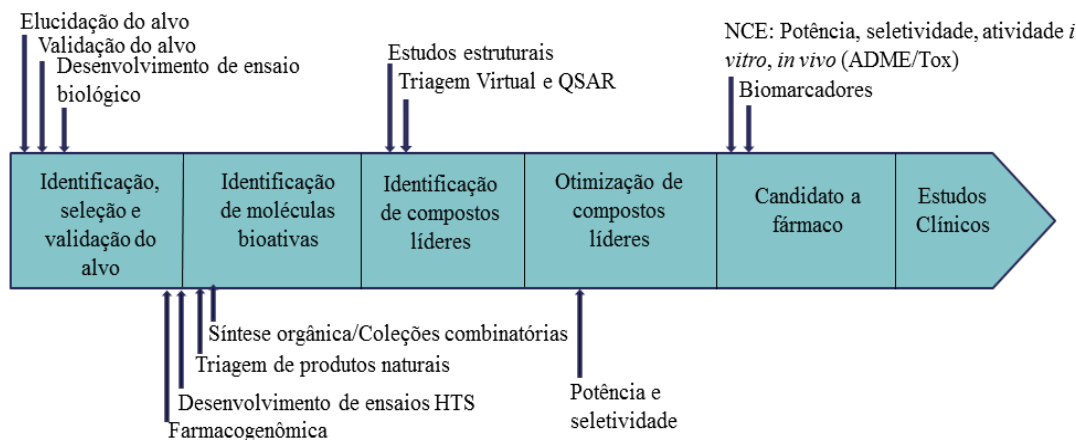 Elucidação do alvo
Validação do alvo
Desenvolvimento de ensaio
biológico
Estudos estruturais
Triagem Virtual e QSAR
NCE: Potência, seletividade, atividade i
vitro, in vivo (ADME/Tox)
Biomarcadores
Identificação,
seleção e
validação do
alvo
Identificação
de moléculas
bioativas
Identificação
de compostos
líderes
Otimização de
compostos
líderes
Candidato a
fármaco
Estudos
Clínicos
Síntese orgânica/Coleções combinatórias
Triagem de produtos naturais
Desenvolvimento de ensaios HTS
Farmacogenômica
Potência e
seletividade